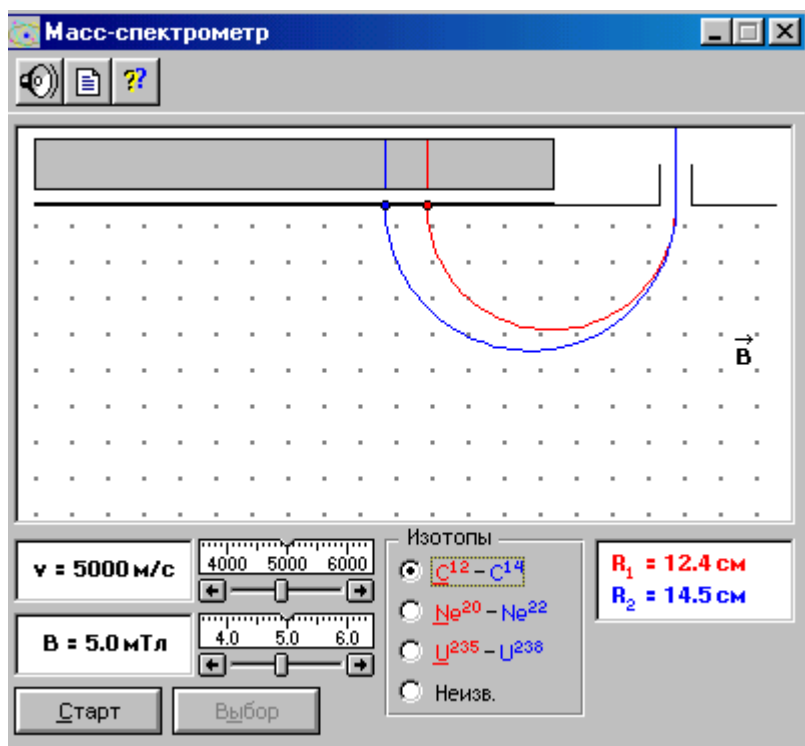 Масс-спектрометр
B
v = 5000 м/с
4000 5000 6000
B = 5.0 мТл
4.0 5.0 6.0
Старт
Выбор
Изотопы
C¹² – C¹⁴
Ne²⁰ – Ne²²
U²³⁵ – U²³⁸
Неизв.
R₁ = 12.4 см
R₂ = 14.5 см